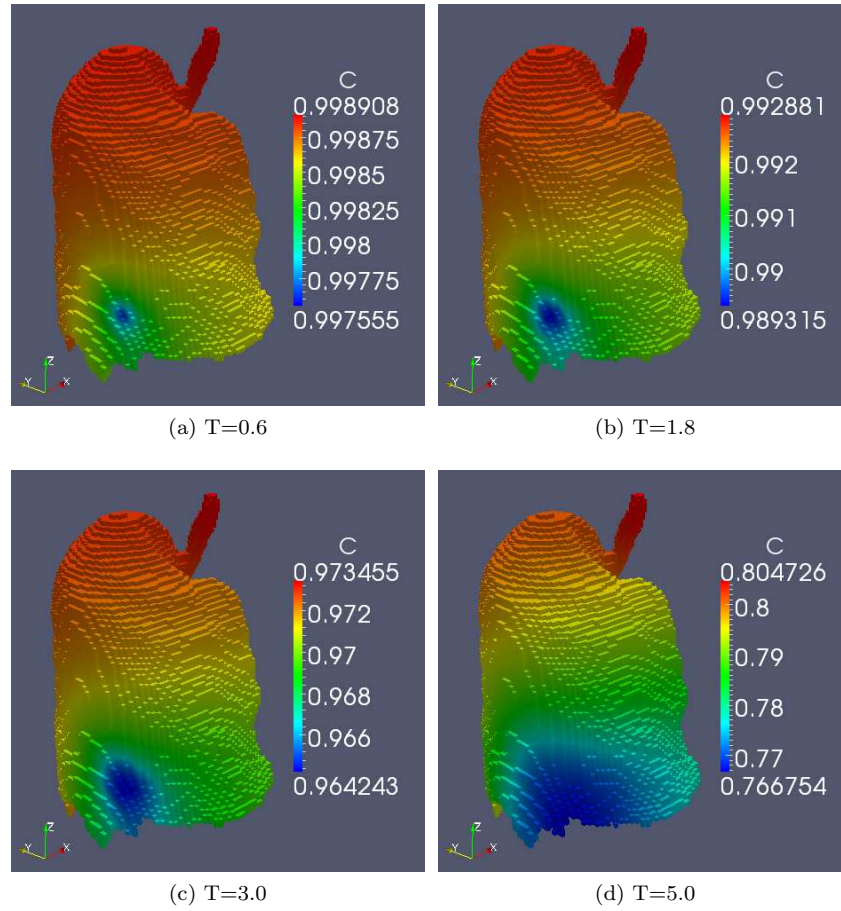 C
0.998908
0.99875
0.9985
0.99825
0.998
0.99775
0.997555
Z
Y
X
(a) T=0.6
C
0.992881
0.992
0.991
0.99
0.989315
Z
Y
X
(b) T=1.8
C
0.973455
0.972
0.97
0.968
0.966
0.964243
Z
Y
X
(c) T=3.0
C
0.804726
0.8
0.79
0.78
0.77
0.766754
Z
Y
X
(d) T=5.0